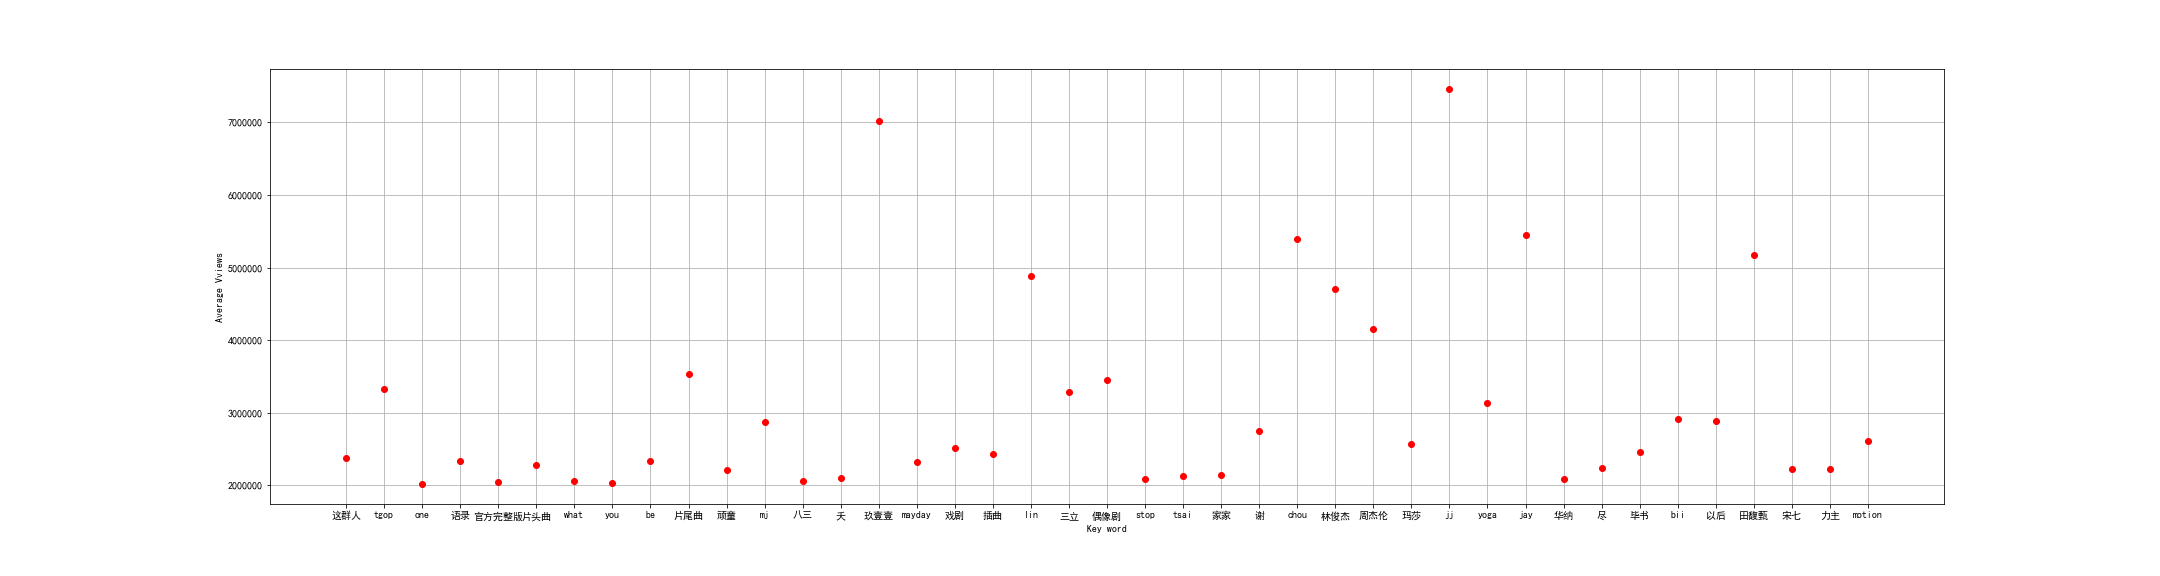 7000000
6000000
5000000
4000000
3000000
2000000
Average Vviews
这群人 tgop one 语录 官方完整版 片头曲 what you be 片尾曲 顽童 mj 八三 夭 玖壹壹 mayday 戏剧 插曲 lin 三立 偶像剧 stop tsai 家家 谢 chou 林俊杰 周杰伦 玛莎 jj yoga jay 华纳 尽 毕书 bii 以后 田馥甄 宋七 力主 motion
Key word